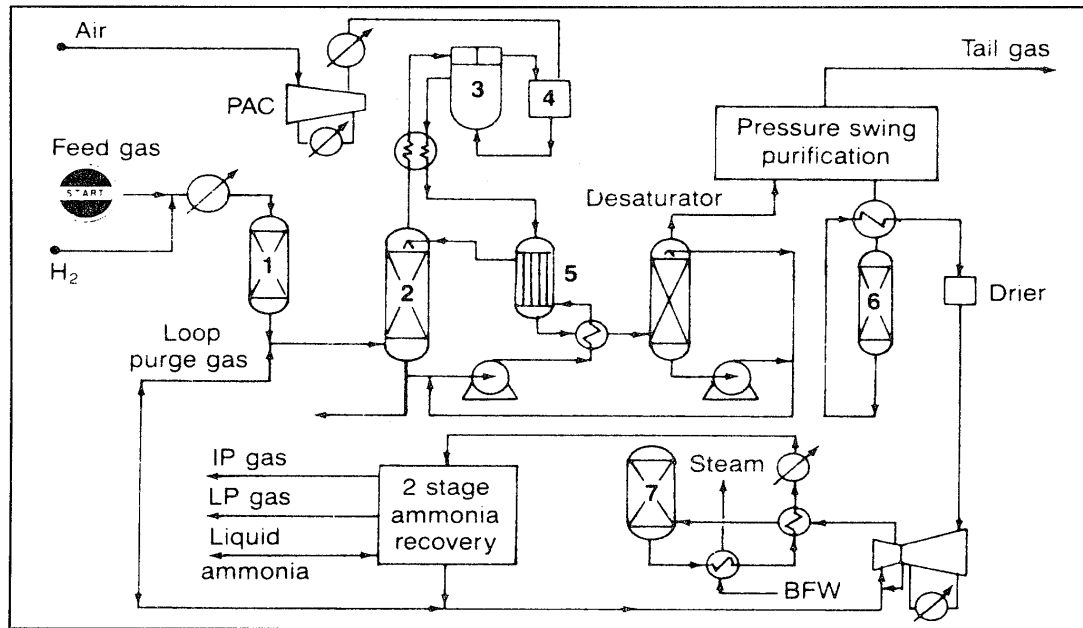 Air
PAC
Feed gas
START
H2
Loop
purge gas
1
2
3
4
5
Desaturator
Tail gas
Pressure swing
purification
6
Drier
IP gas
LP gas
Liquid
ammonia
2 stage
ammonia
recovery
7
Steam
BFW